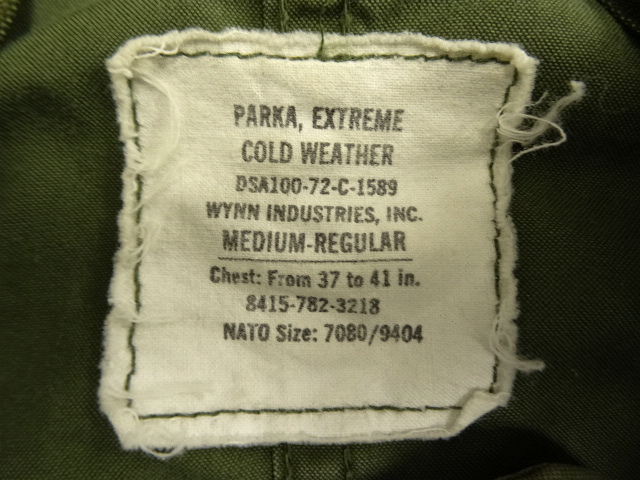 PARKA, EXTREME
COLD WEATHER
DSA100-72-C-1589
WYNN INDUSTRIES, INC.
MEDIUM-REGULAR
Chest: From 37 to 41 in.
8415-782-3218
NATO Size: 7080/9404